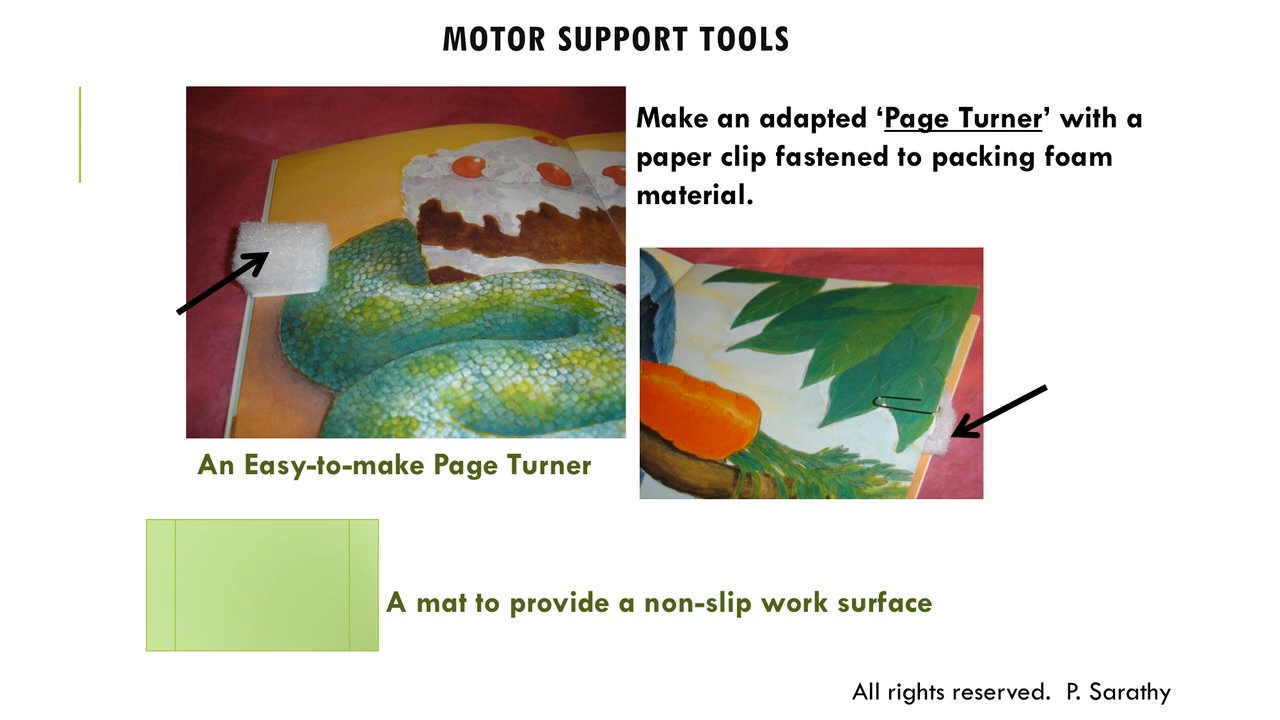 MOTOR SUPPORT TOOLS
Make an adapted ‘Page Turner’ with a
paper clip fastened to packing foam
material.
An Easy-to-make Page Turner
A mat to provide a non-slip work surface
All rights reserved.  P. Sarathy